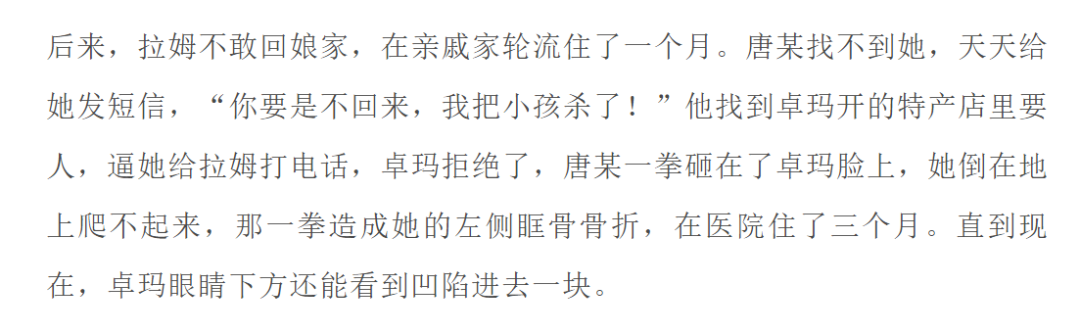 后来，拉姆不敢回娘家，在亲戚家轮流住了一个月。唐某找不到她，天天给
她发短信，“你要是不回来，我把小孩杀了！”他找到卓玛开的特产店里要
人，逼她给拉姆打电话，卓玛拒绝了，唐某一拳砸在了卓玛脸上，她倒在地
上爬不起来，那一拳造成她的左侧眶骨骨折，在医院住了三个月。直到现
在，卓玛眼睛下方还能看到凹陷进去一块。